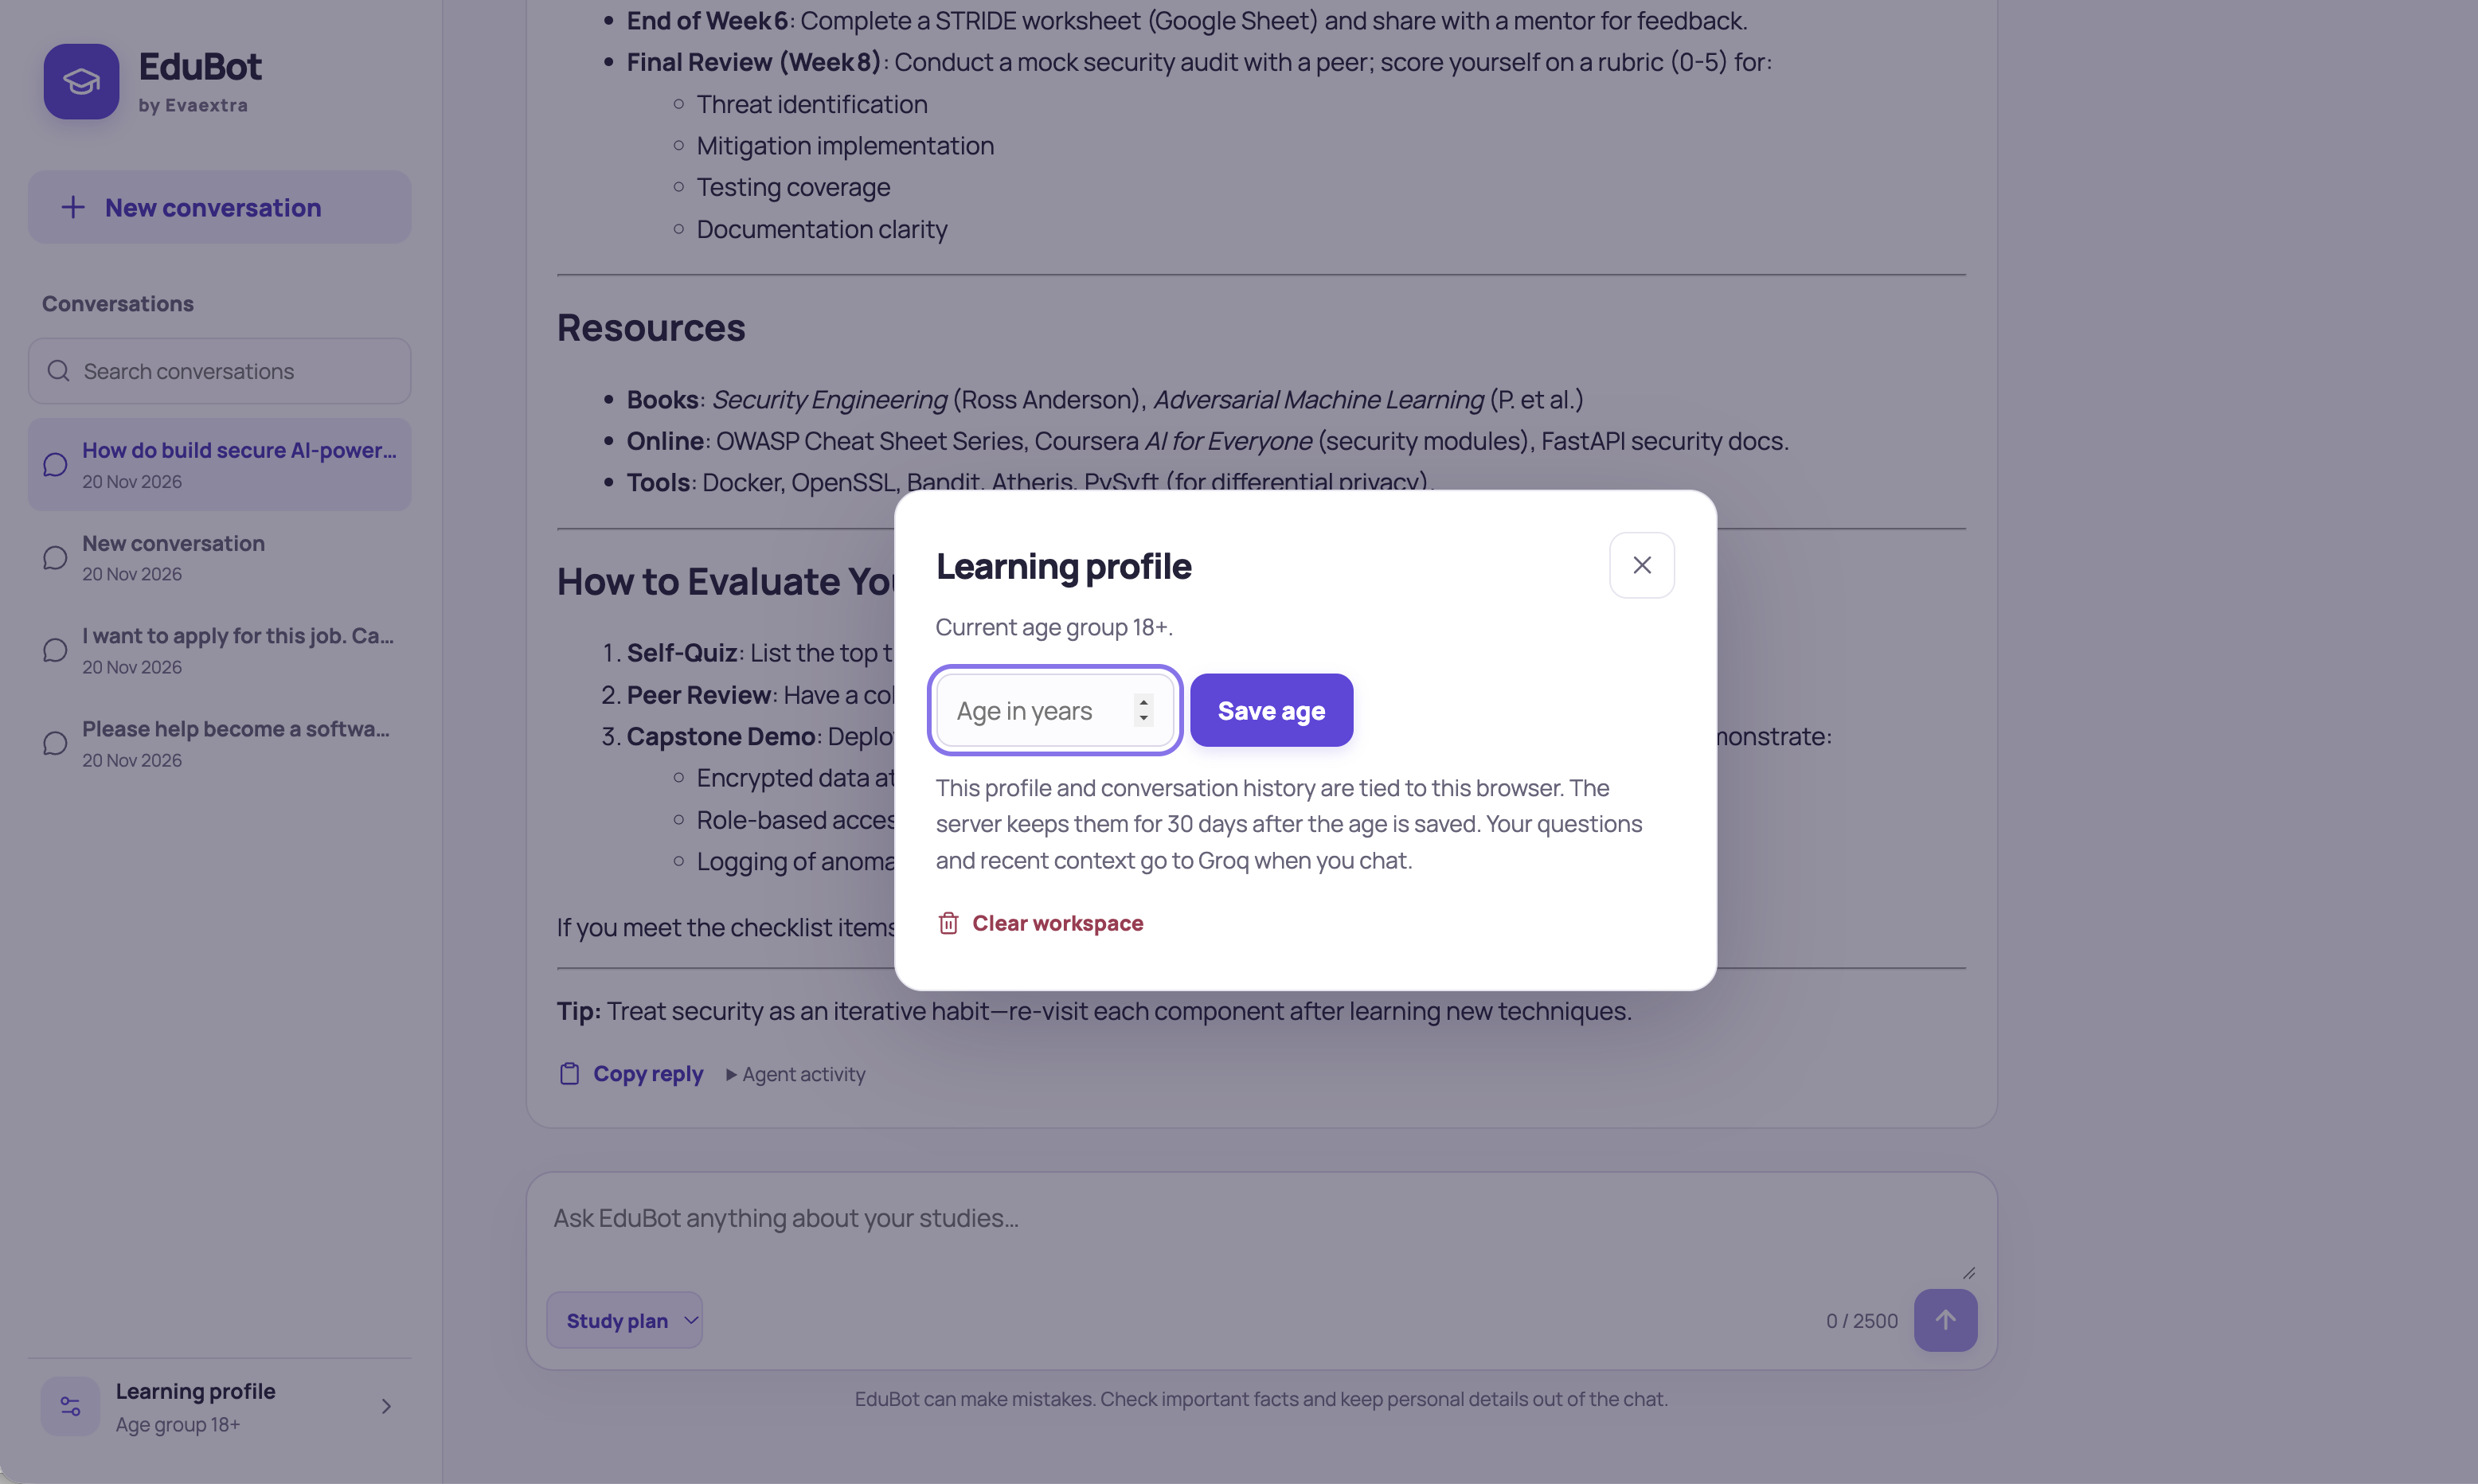 EduBot
by Evaextra
New conversation
Conversations
Search conversations
How do build secure AI-power...
20 Nov 2026
New conversation
20 Nov 2026
I want to apply for this job. Ca...
20 Nov 2026
Please help become a softwa...
20 Nov 2026
Learning profile
Age group 18+
End of Week 6: Complete a STRIDE worksheet (Google Sheet) and share with a mentor for feedback.
Final Review (Week 8): Conduct a mock security audit with a peer; score yourself on a rubric (0-5) for:
Threat identification
Mitigation implementation
Testing coverage
Documentation clarity
Resources
Books: Security Engineering (Ross Anderson), Adversarial Machine Learning (P. et al.)
Online: OWASP Cheat Sheet Series, Coursera AI for Everyone (security modules), FastAPI security docs.
Tools: Docker, OpenSSL, Bandit, Atheris, PySyft (for differential privacy).
How to Evaluate
1. Self-Quiz: List the top
2. Peer Review: Have a
3. Capstone Demo:
Encrypted data
Role-based
Logging of
If you meet the checklist items
Tip: Treat security as an iterative habit—re-visit each component after learning new techniques.
Copy reply
Agent activity
Learning profile
Current age group 18+.
Age in years
Save age
This profile and conversation history are tied to this browser. The
server keeps them for 30 days after the age is saved. Your questions
and recent context go to Groq when you chat.
Clear workspace
Ask EduBot anything about your studies...
Study plan
0 / 2500
EduBot can make mistakes. Check important facts and keep personal details out of the chat.